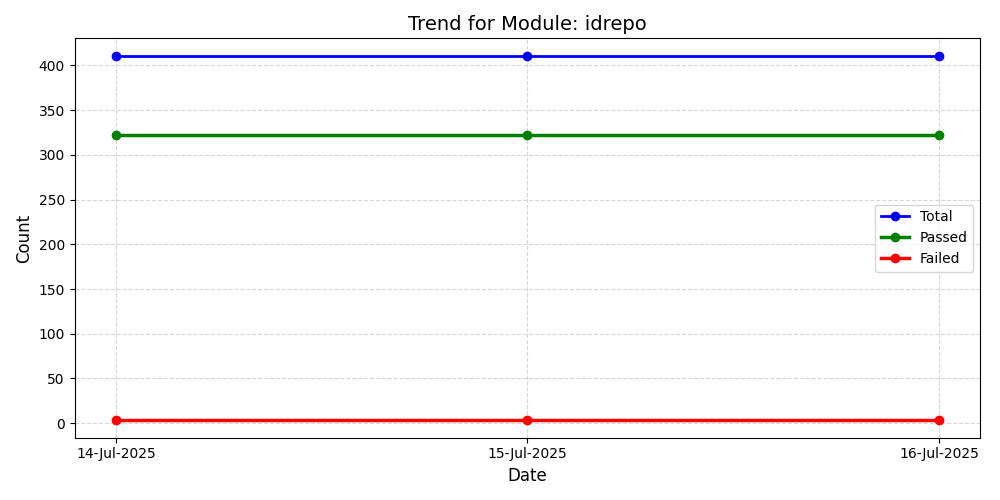 Trend for Module: idrepo
Count
400
350
300
250
200
150
100
50
0
Total
Passed
Failed
14-Jul-2025 15-Jul-2025 16-Jul-2025
Date